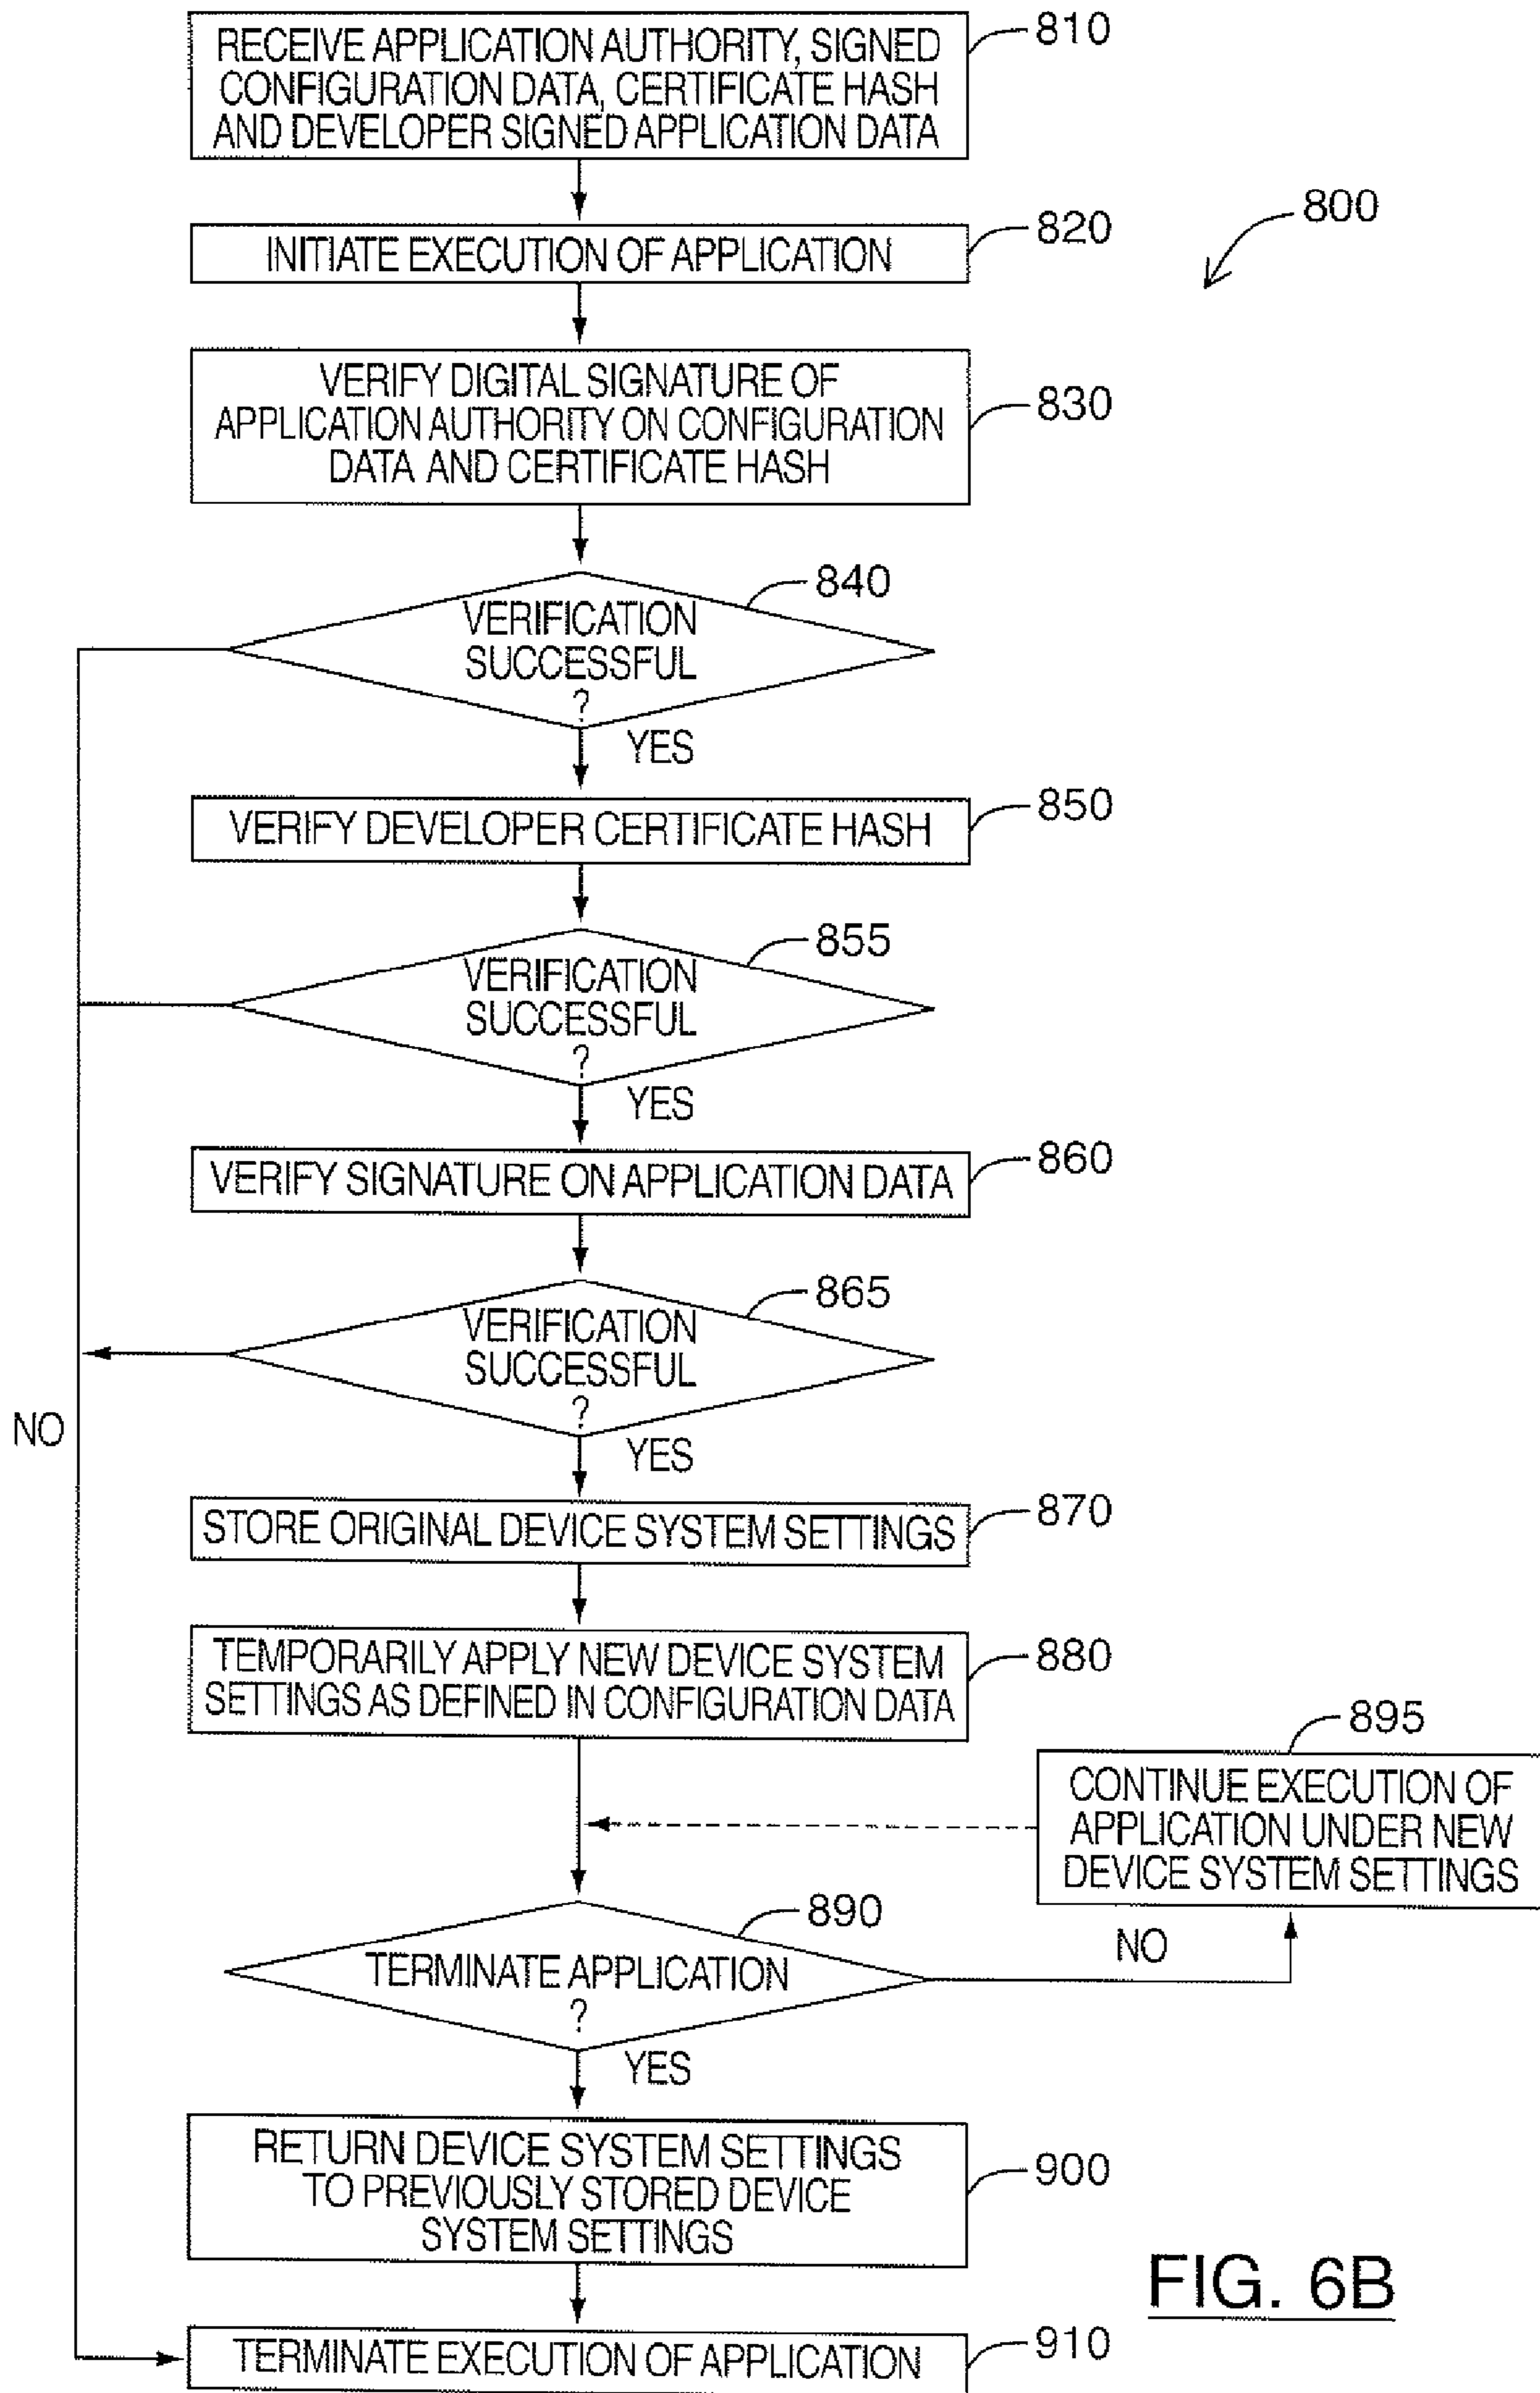 RECEIVE APPLICATION AUTHORITY, SIGNED
CONFIGURATION DATA, CERTIFICATE HASH
AND DEVELOPER SIGNED APPLICATION DATA
810
800
INITIATE EXECUTION OF APPLICATION
820
VERIFY DIGITAL SIGNATURE OF
APPLICATION AUTHORITY ON CONFIGURATION
DATA AND CERTIFICATE HASH
830
840
VERIFICATION
SUCCESSFUL
?
YES
VERIFY DEVELOPER CERTIFICATE HASH
850
855
VERIFICATION
SUCCESSFUL
?
YES
VERIFY SIGNATURE ON APPLICATION DATA
860
865
VERIFICATION
SUCCESSFUL
?
NO
YES
STORE ORIGINAL DEVICE SYSTEM SETTINGS
870
TEMPORARILY APPLY NEW DEVICE SYSTEM
SETTINGS AS DEFINED IN CONFIGURATION DATA
880
895
CONTINUE EXECUTION OF
APPLICATION UNDER NEW
DEVICE SYSTEM SETTINGS
890
TERMINATE APPLICATION
?
NO
YES
RETURN DEVICE SYSTEM SETTINGS
TO PREVIOUSLY STORED DEVICE
SYSTEM SETTINGS
900
FIG. 6B
TERMINATE EXECUTION OF APPLICATION
910